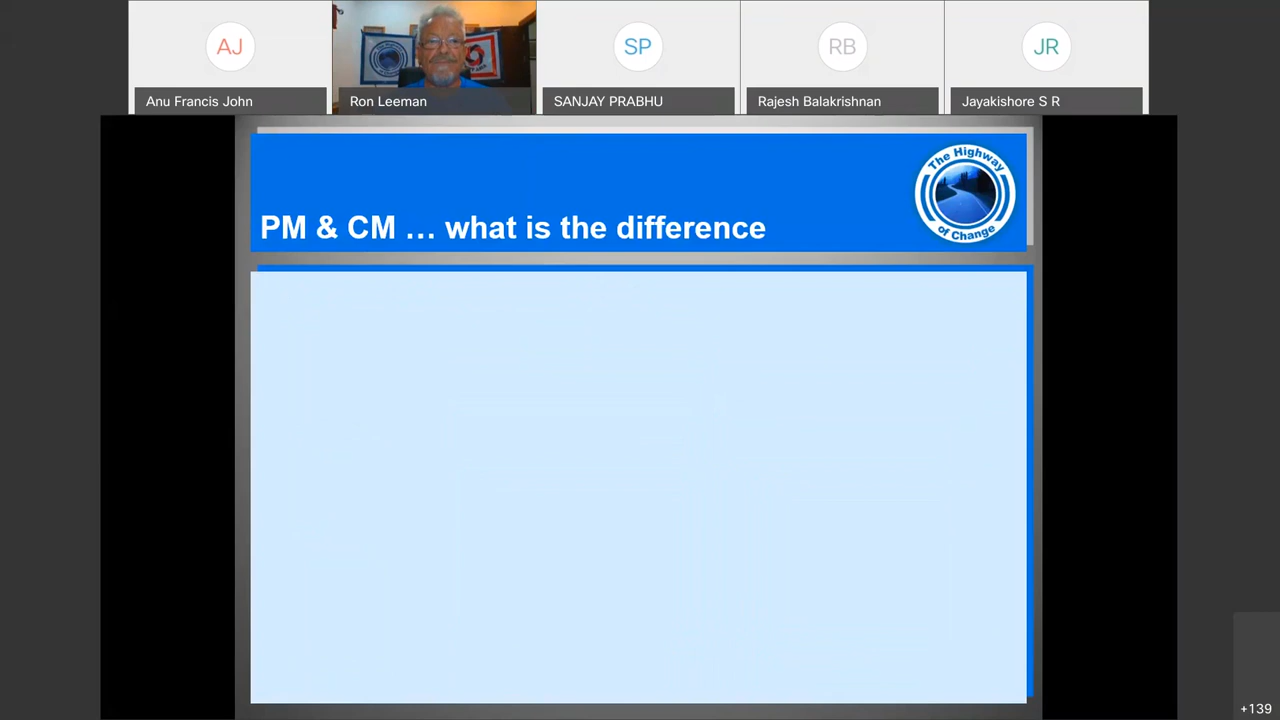 AJ
SP
RB
JR
Anu Francis John
Ron Leeman
SANJAY PRABHU
Rajesh Balakrishnan
Jayakishore S R
The Highway
of Change
PM & CM … what is the difference
+139